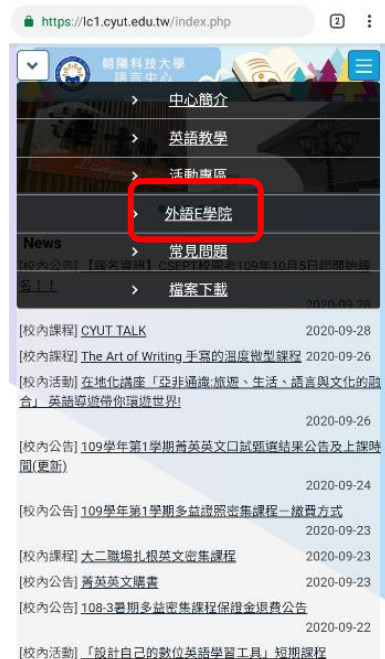 https://lc1.cyut.edu.tw/index.php
2
朝陽科技大學
語言中心
中心簡介
英語教學
活動專區
外語E學院
News
常見問題
[校內公告] 【報名資訊】CSEPT校園考109年10月5日起開始報
名！！
檔案下載
2020-09-28
[校內課程] CYUT TALK 2020-09-28
[校內課程] The Art of Writing 手寫的溫度微型課程 2020-09-26
[校內活動] 在地化講座「亞非通識:旅遊、生活、語言與文化的融
合」 英語導遊帶你環遊世界!
2020-09-26
[校內公告] 109學年第1學期菁英英文口試甄選結果公告及上課時
間(更新)
2020-09-24
[校內公告] 109學年第1學期多益證照密集課程－繳費方式
2020-09-23
[校內課程] 大二職場扎根英文密集課程 2020-09-23
[校內公告] 菁英英文購書 2020-09-23
[校內公告] 108-3暑期多益密集課程保證金退費公告
2020-09-22
[校內活動] 「設計自己的數位英語學習工具」短期課程